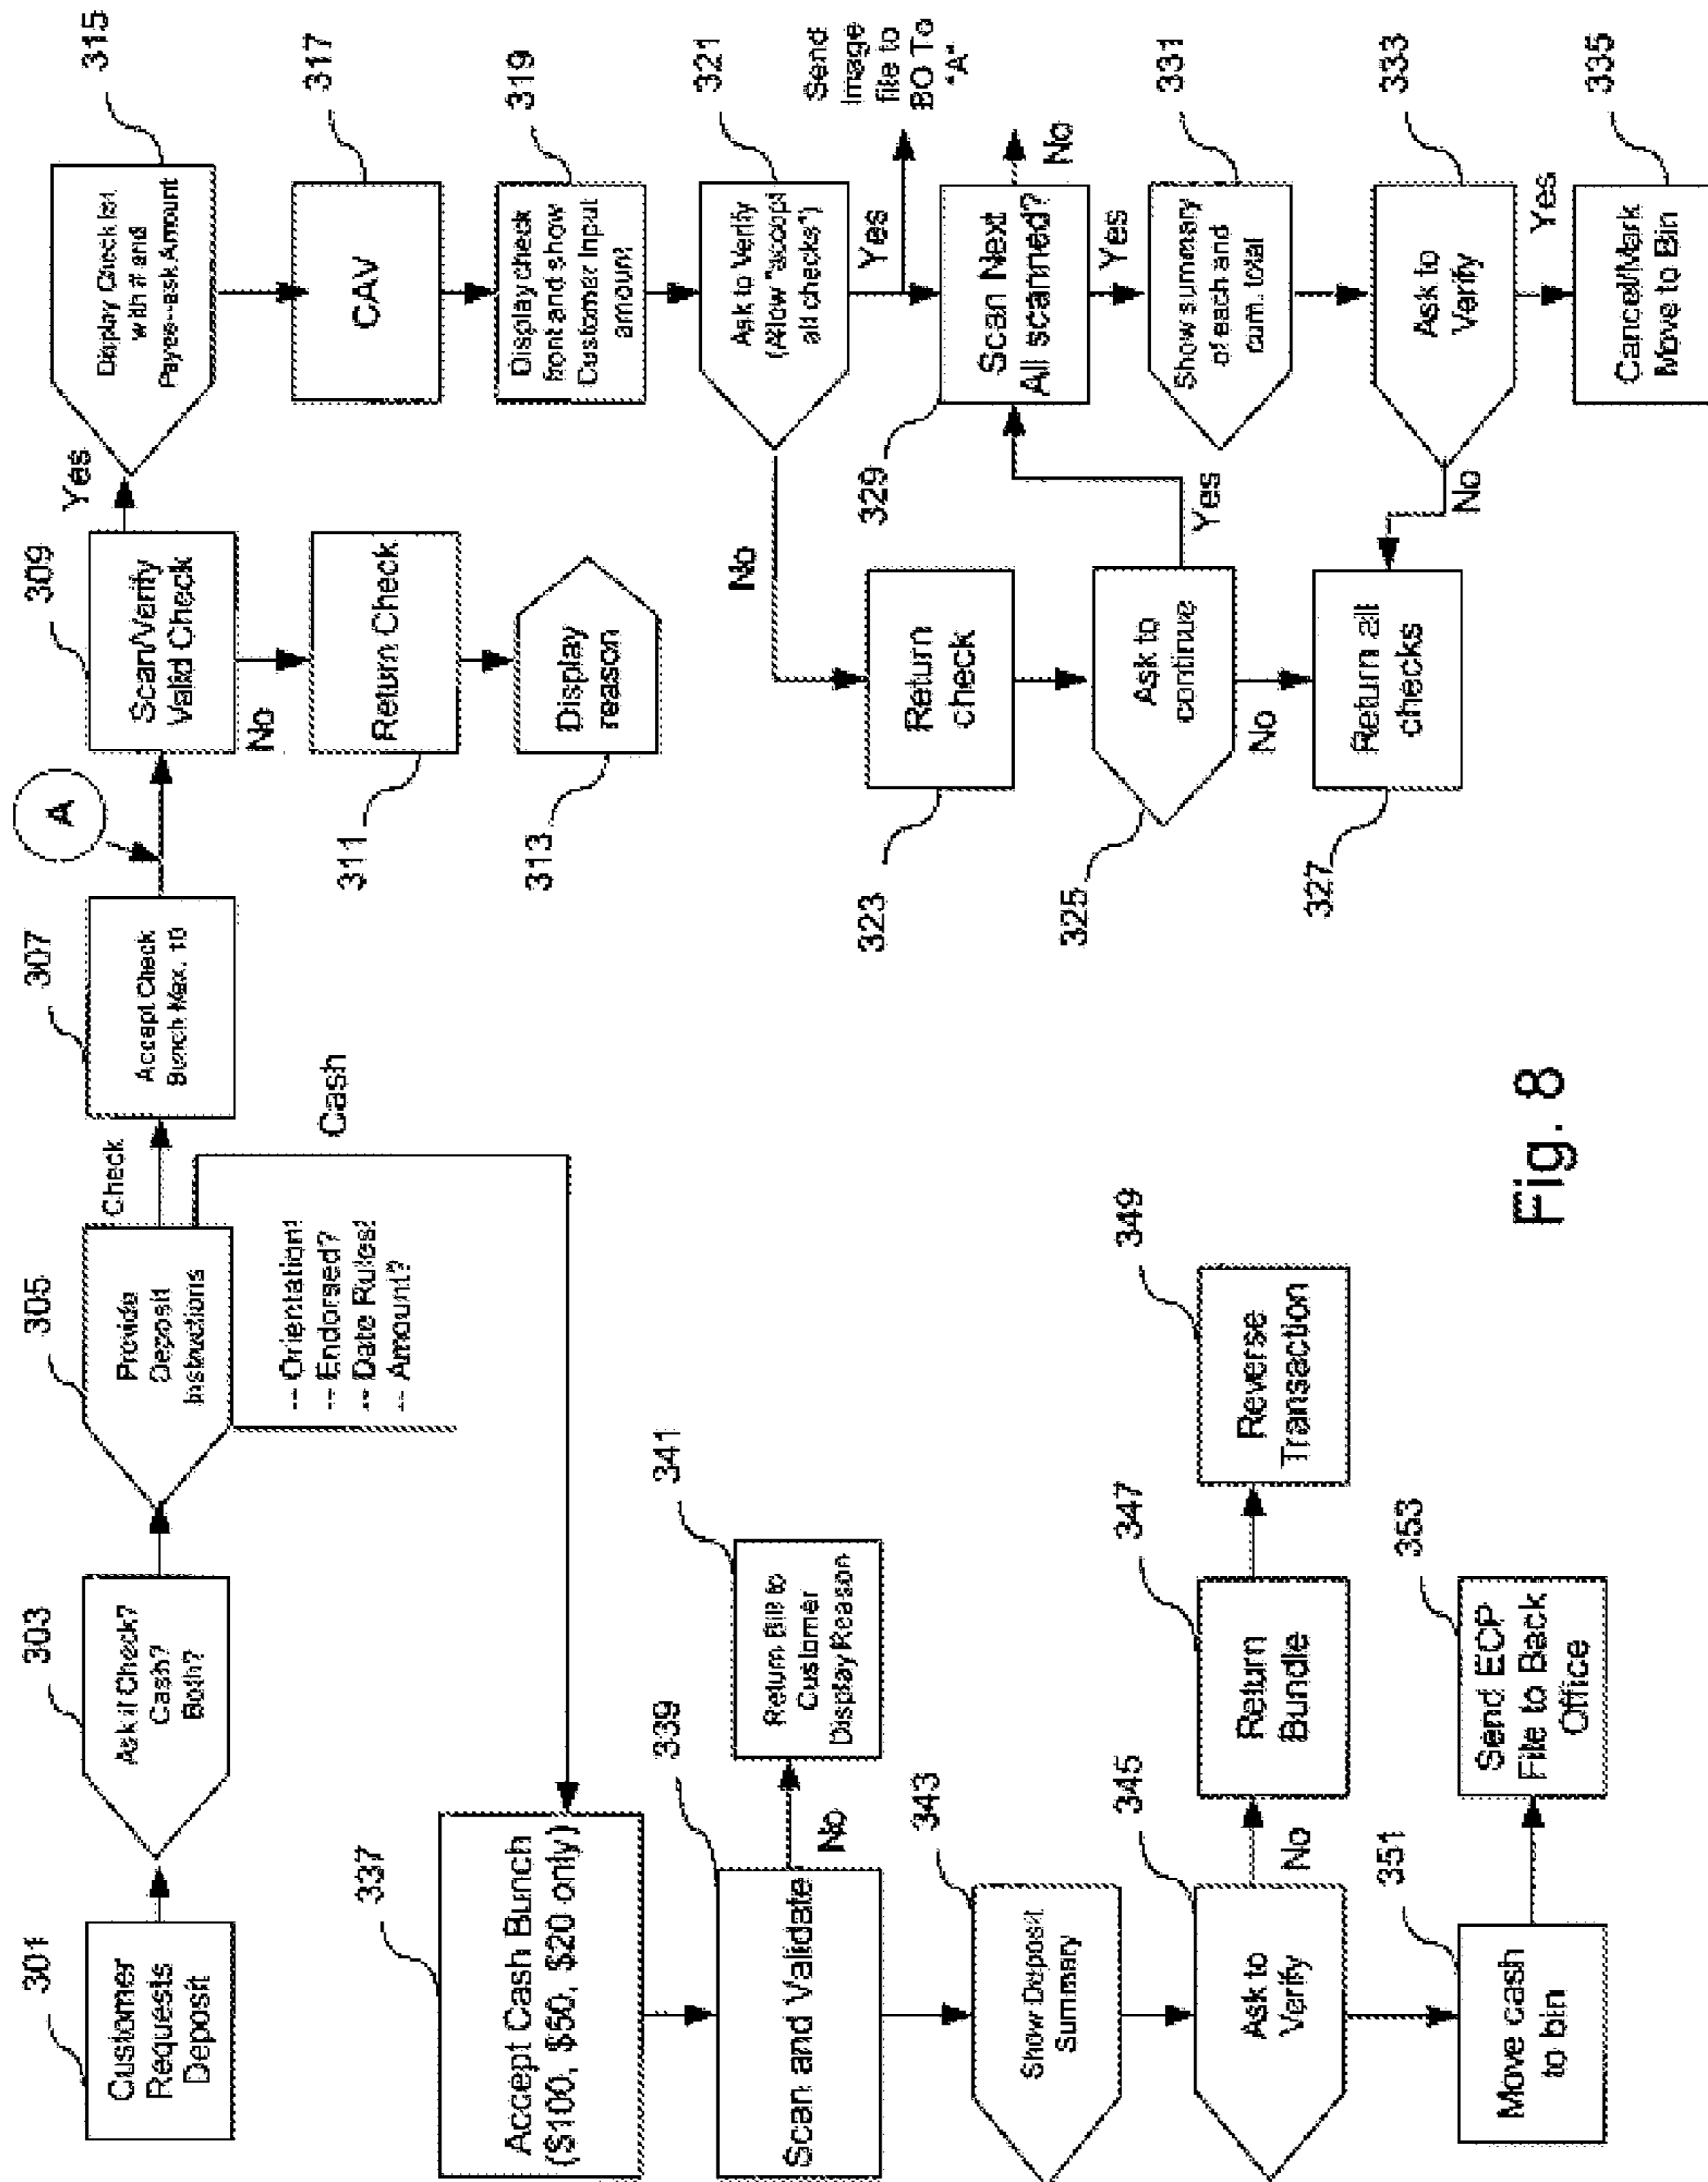 301
Customer
Requests
Deposit
303
Ask if Check?
Cash?
Both?
305
Provide
Deposit
Instructions
-- Orientation!
-- Endorsed?
-- Date Rules!
-- Amount?
Check
Cash
307
Accept Check
Bunch Max. 10
A
309
Scan/Verify
Valid Check
Yes
No
311
Return Check
313
Display
reason
315
Display Check
with # and
Payee--ask Amount
317
CAV
319
Display check
front and show
Customer Input
amount
321
Ask to Verify
(Allow "accept
all checks")
Yes
No
Send
Image
file to
BO To
"A"
323
Return
check
325
Ask to
continue
Yes
No
327
Return all
checks
329
Scan Next
All scanned?
No
Yes
331
Show summary
of each and
cum. total
333
Ask to
Verify
No
Yes
335
Cancel/Mark
Move to Bin
337
Accept Cash Bunch
($100, $50, $20 only)
339
Scan and Validate
No
341
Return Bill to
Customer
Display Reason
343
Show Deposit
Summary
345
Ask to
Verify
No
347
Return
Bundle
349
Reverse
Transaction
351
Move cash
to bin
353
Send ECP
File to Back
Office
Fig. 8